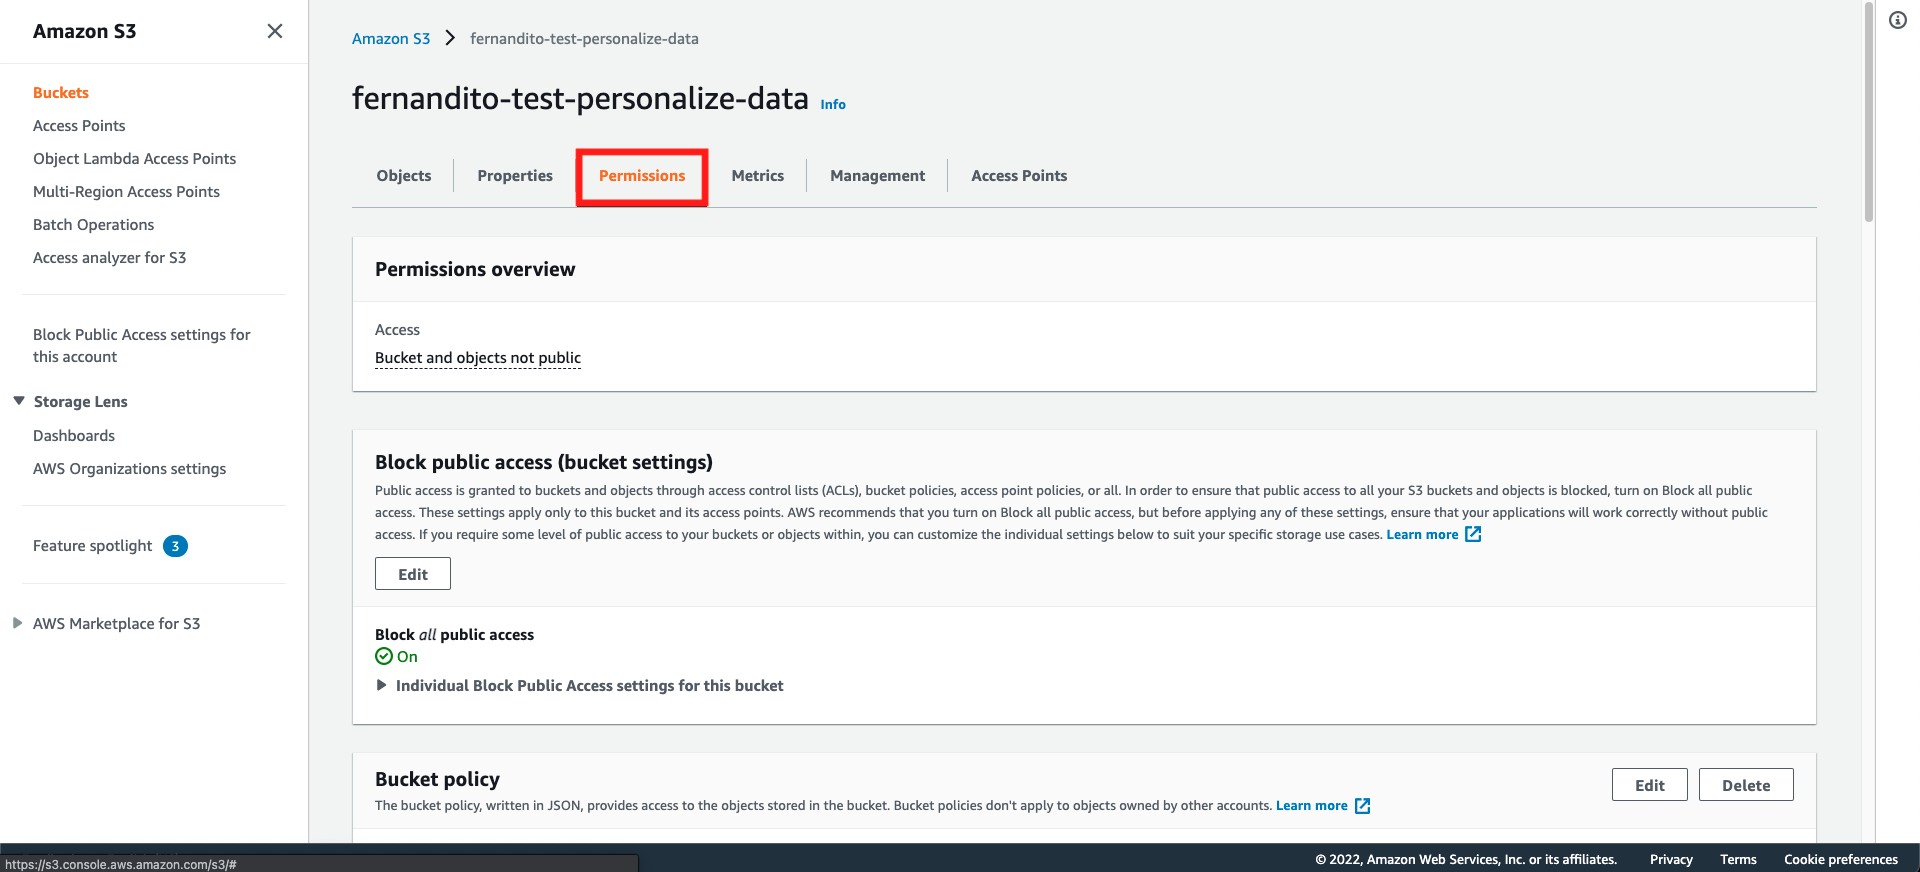 Amazon S3
Buckets
Access Points
Object Lambda Access Points
Multi-Region Access Points
Batch Operations
Access analyzer for S3
Block Public Access settings for
this account
Storage Lens
Dashboards
AWS Organizations settings
Feature spotlight 3
AWS Marketplace for S3
Amazon S3 fernandito-test-personalize-data
fernandito-test-personalize-data Info
Objects Properties Permissions Metrics Management Access Points
Permissions overview
Access
Bucket and objects not public
Block public access (bucket settings)
Public access is granted to buckets and objects through access control lists (ACLs), bucket policies, access point policies, or all. In order to ensure that public access to all your S3 buckets and objects is blocked, turn on Block all public
access. These settings apply only to this bucket and its access points. AWS recommends that you turn on Block all public access, but before applying any of these settings, ensure that your applications will work correctly without public
access. If you require some level of public access to your buckets or objects within, you can customize the individual settings below to suit your specific storage use cases. Learn more
Edit
Block all public access
On
Individual Block Public Access settings for this bucket
Bucket policy
The bucket policy, written in JSON, provides access to the objects stored in the bucket. Bucket policies don't apply to objects owned by other accounts. Learn more
Edit Delete
https://s3.console.aws.amazon.com/s3/#
© 2022, Amazon Web Services, Inc. or its affiliates. Privacy Terms Cookie preferences